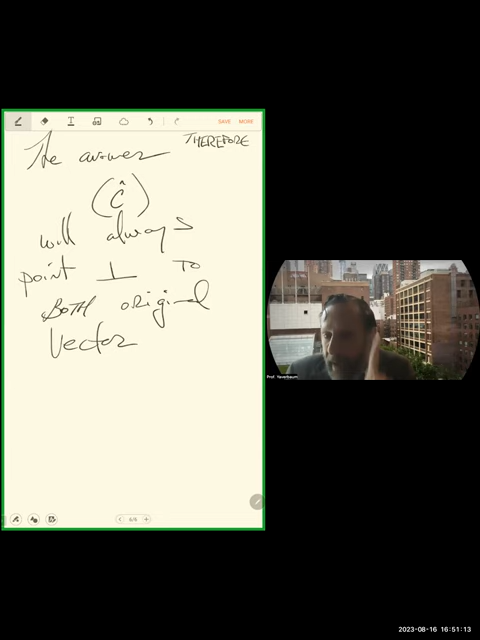 SAVE MORE
THEREFORE
The answer
(ĉ)
will always
point ⊥ TO
BOTH original
Vector
6/6
Prof. Yaverbaum
2023-08-16 16:51:13